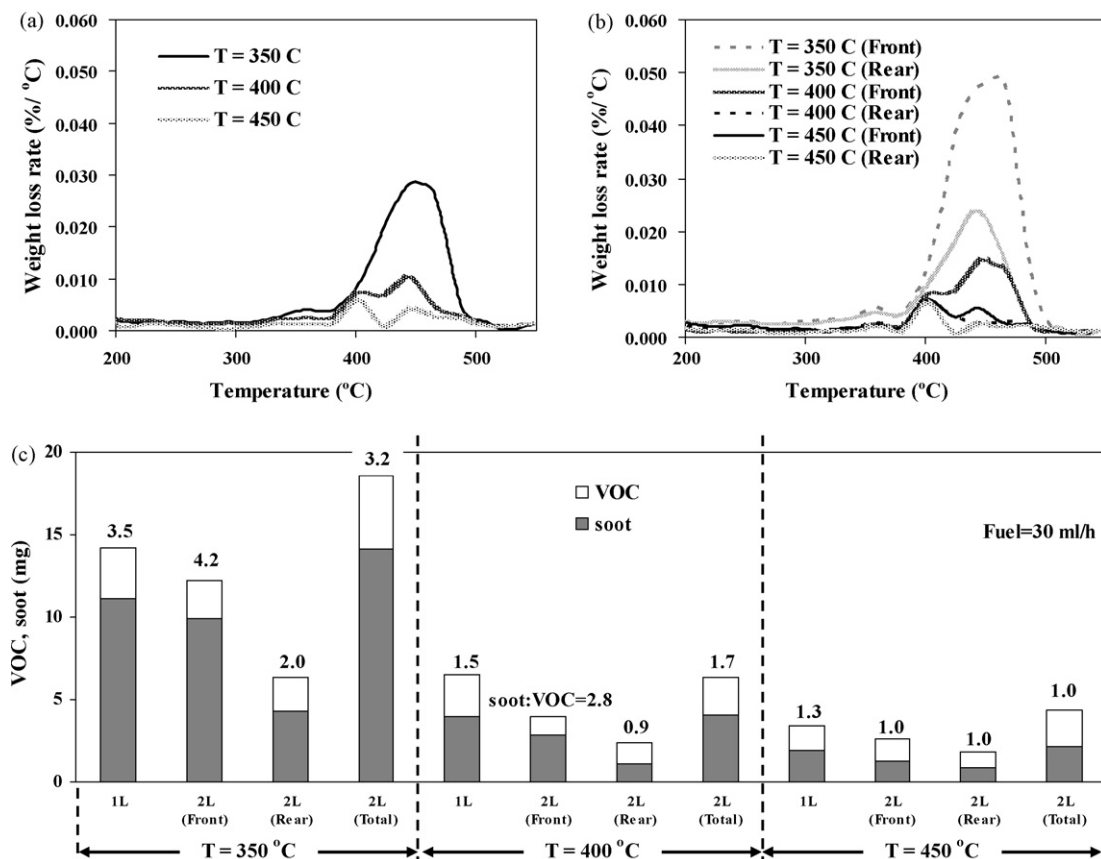 (a)
0.060
0.050
0.040
0.030
0.020
0.010
0.000
Weight loss rate (%/ °C)
T = 350 C
T = 400 C
T = 450 C
200
300
400
500
Temperature (°C)
(b)
0.060
0.050
0.040
0.030
0.020
0.010
0.000
Weight loss rate (%/ °C)
T = 350 C (Front)
T = 350 C (Rear)
T = 400 C (Front)
T = 400 C (Rear)
T = 450 C (Front)
T = 450 C (Rear)
200
300
400
500
Temperature (°C)
(c)
20
15
10
5
0
VOC, soot (mg)
VOC
soot
Fuel=30 ml/h
3.5
4.2
2.0
3.2
1.5
soot:VOC=2.8
0.9
1.7
1.3
1.0
1.0
1.0
1L
2L
(Front)
2L
(Rear)
2L
(Total)
1L
2L
(Front)
2L
(Rear)
2L
(Total)
1L
2L
(Front)
2L
(Rear)
2L
(Total)
T = 350 °C
T = 400 °C
T = 450 °C